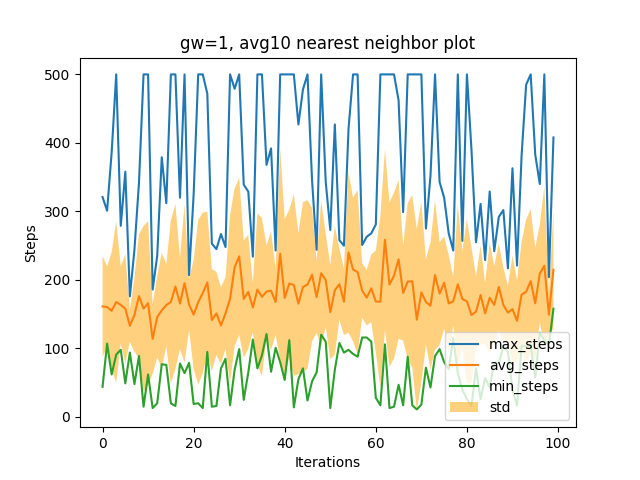 gw=1, avg10 nearest neighbor plot
500
400
300
200
100
0
Steps
max_steps
avg_steps
min_steps
std
0 20 40 60 80 100
Iterations